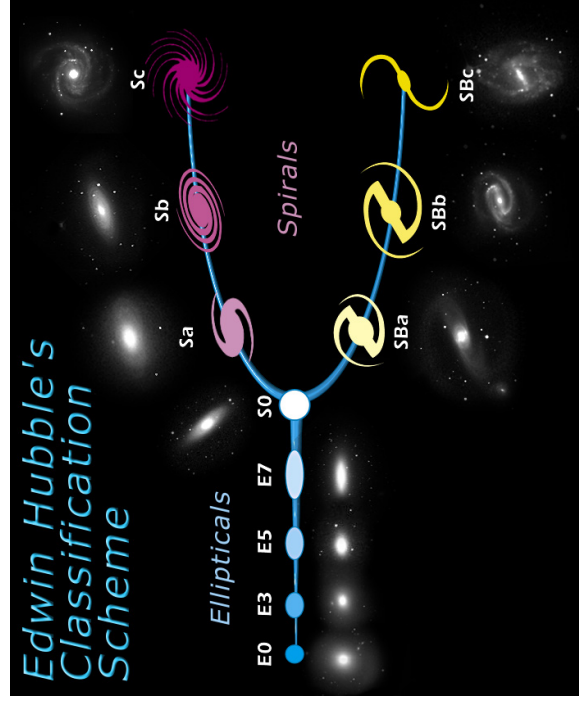 Edwin Hubble's
Classification
Scheme
Ellipticals
E0
E3
E5
E7
S0
Spirals
Sa
Sb
Sc
SBa
SBb
SBc